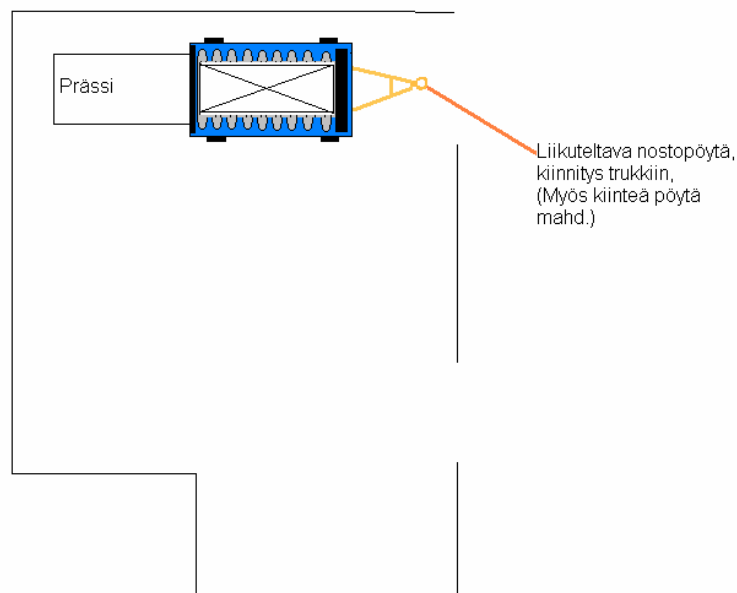 Prässi
Liikuteltava nostopöytä,
kiinnitys trukkiin,
(Myös kiinteä pöytä
mahd.)